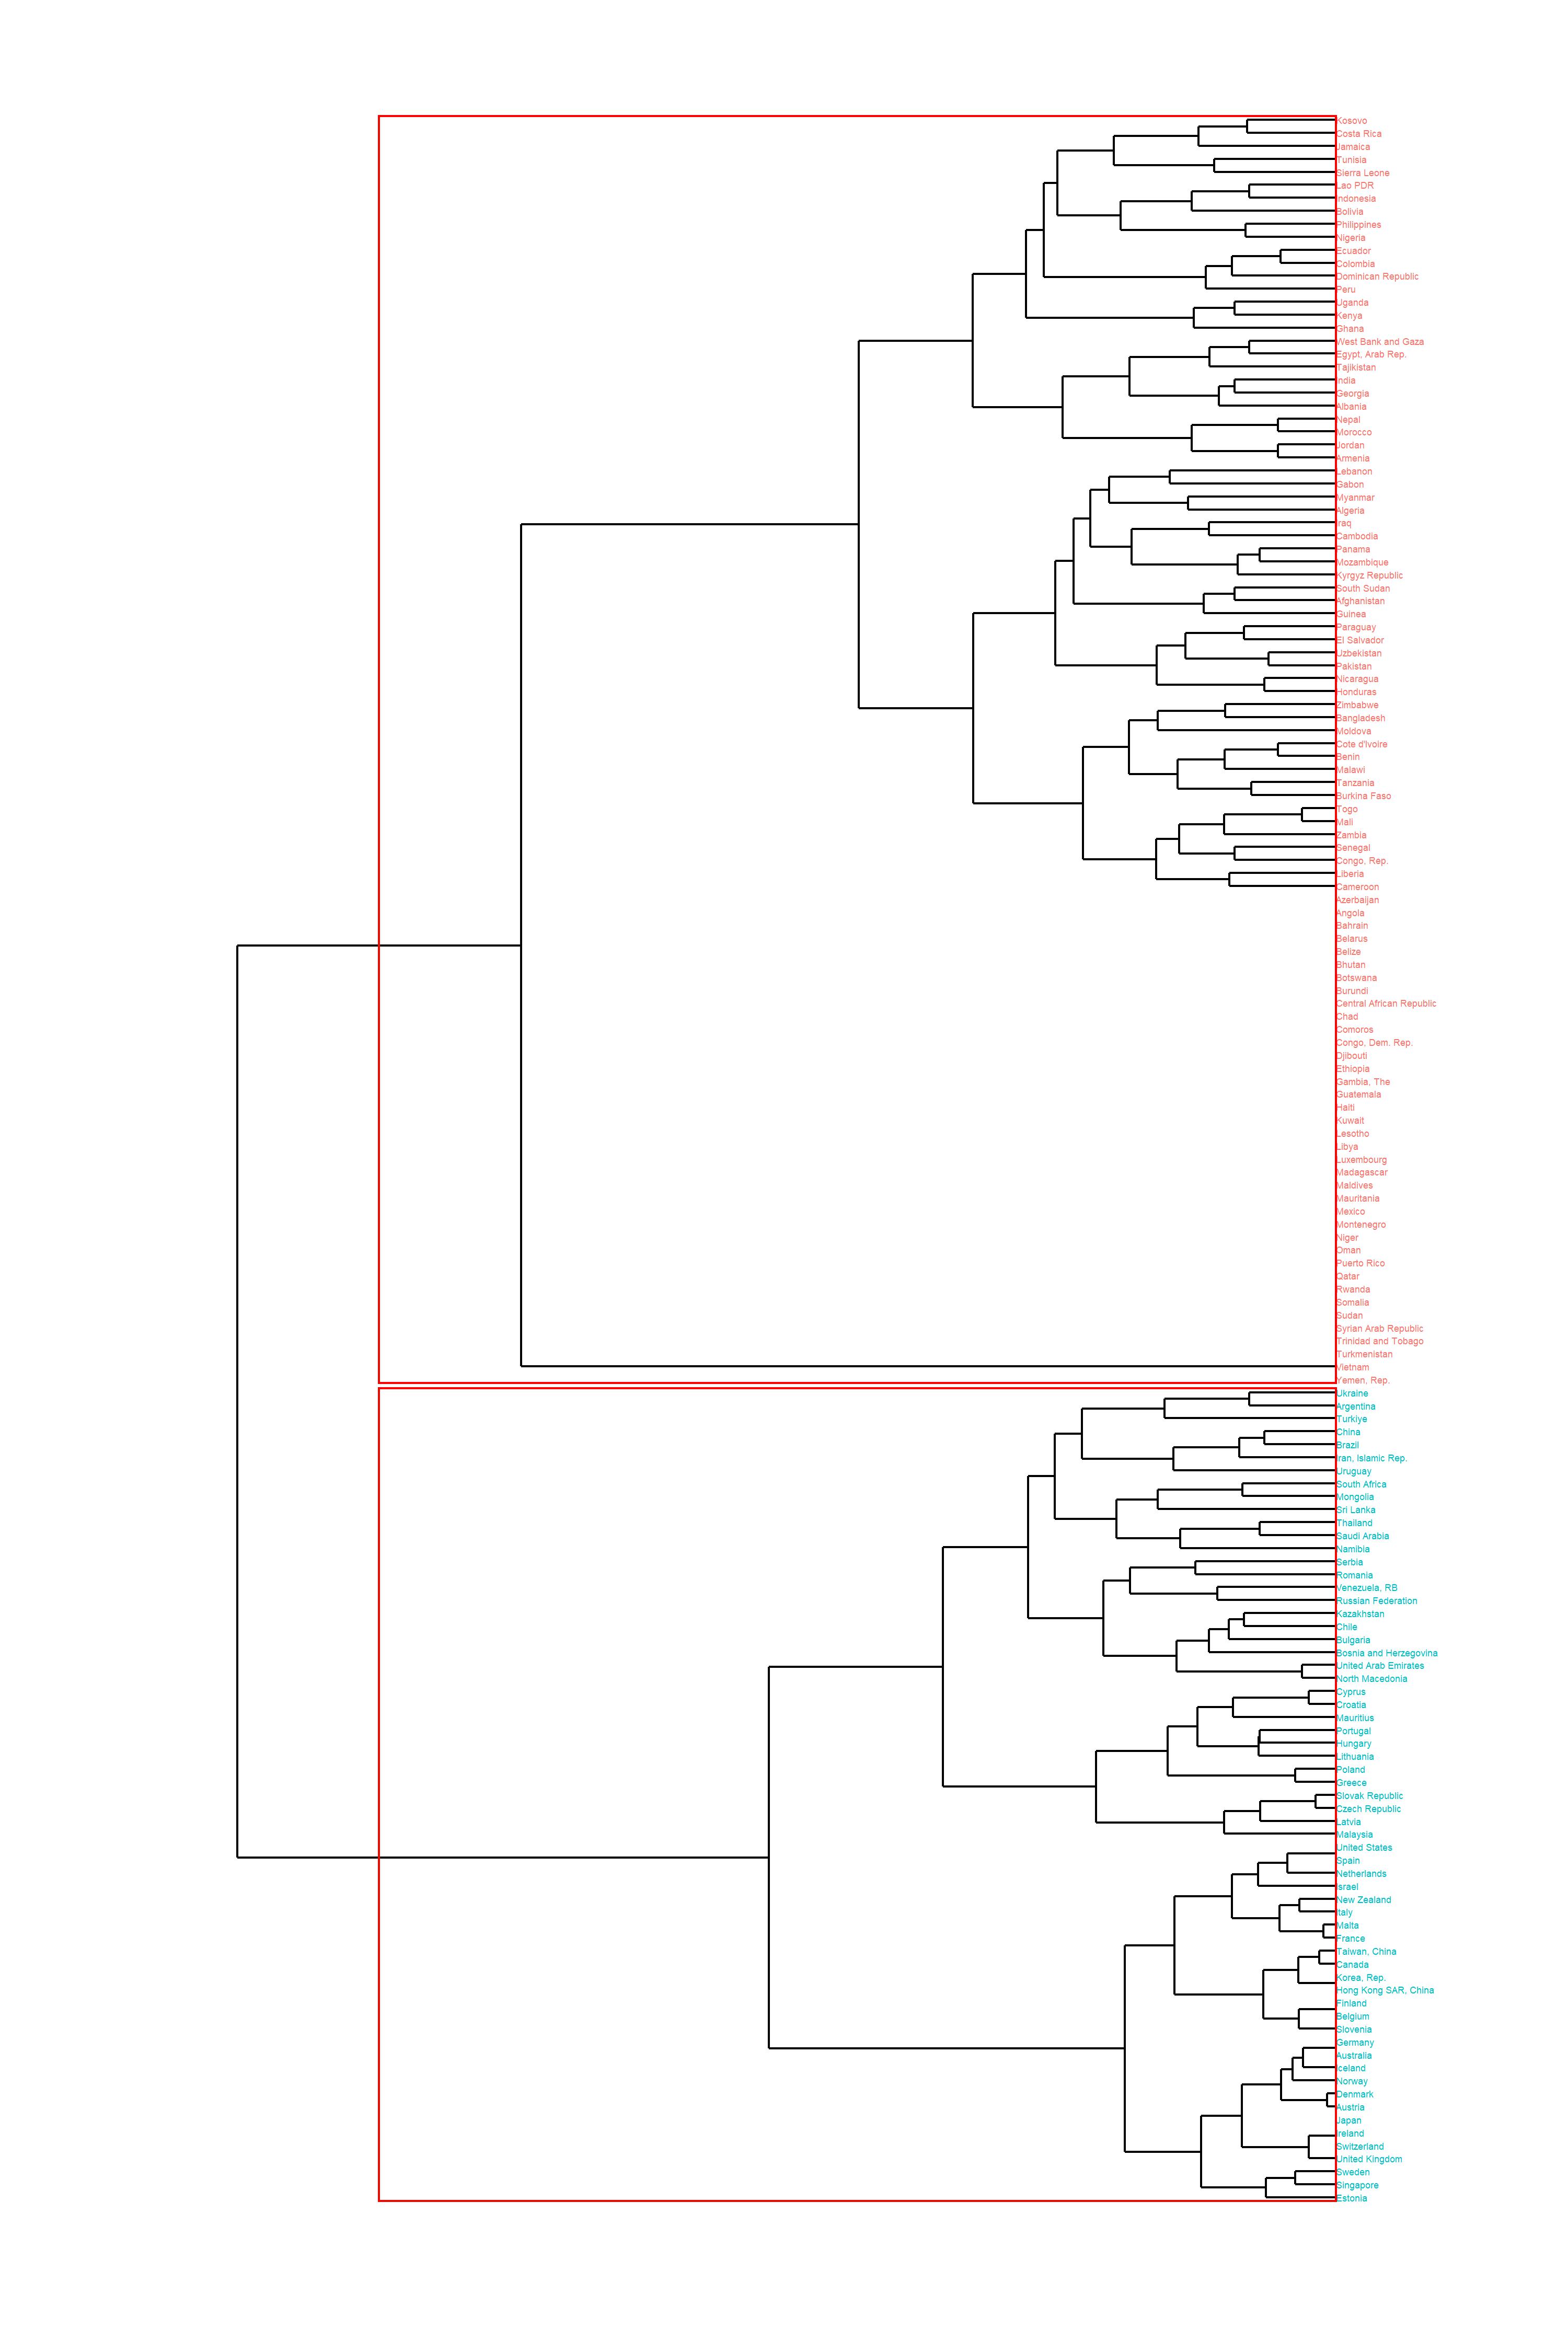 Kosovo
Costa Rica
Jamaica
Tunisia
Sierra Leone
Lao PDR
Indonesia
Bolivia
Philippines
Nigeria
Ecuador
Colombia
Dominican Republic
Peru
Uganda
Kenya
Ghana
West Bank and Gaza
Egypt, Arab Rep.
Tajikistan
India
Georgia
Albania
Nepal
Morocco
Jordan
Armenia
Lebanon
Gabon
Myanmar
Algeria
Iraq
Cambodia
Panama
Mozambique
Kyrgyz Republic
South Sudan
Afghanistan
Guinea
Paraguay
El Salvador
Uzbekistan
Pakistan
Nicaragua
Honduras
Zimbabwe
Bangladesh
Moldova
Cote d'Ivoire
Benin
Malawi
Tanzania
Burkina Faso
Togo
Mali
Zambia
Senegal
Congo, Rep.
Liberia
Cameroon
Azerbaijan
Angola
Bahrain
Belarus
Belize
Bhutan
Botswana
Burundi
Central African Republic
Chad
Comoros
Congo, Dem. Rep.
Djibouti
Ethiopia
Gambia, The
Guatemala
Haiti
Kuwait
Lesotho
Libya
Luxembourg
Madagascar
Maldives
Mauritania
Mexico
Montenegro
Niger
Oman
Puerto Rico
Qatar
Rwanda
Somalia
Sudan
Syrian Arab Republic
Trinidad and Tobago
Turkmenistan
Vietnam
Yemen, Rep.
Ukraine
Argentina
Turkiye
China
Brazil
Iran, Islamic Rep.
Uruguay
South Africa
Mongolia
Sri Lanka
Thailand
Saudi Arabia
Namibia
Serbia
Romania
Venezuela, RB
Russian Federation
Kazakhstan
Chile
Bulgaria
Bosnia and Herzegovina
United Arab Emirates
North Macedonia
Cyprus
Croatia
Mauritius
Portugal
Hungary
Lithuania
Poland
Greece
Slovak Republic
Czech Republic
Latvia
Malaysia
United States
Spain
Netherlands
Israel
New Zealand
Italy
Malta
France
Taiwan, China
Canada
Korea, Rep.
Hong Kong SAR, China
Finland
Belgium
Slovenia
Germany
Australia
Iceland
Norway
Denmark
Austria
Japan
Ireland
Switzerland
United Kingdom
Sweden
Singapore
Estonia